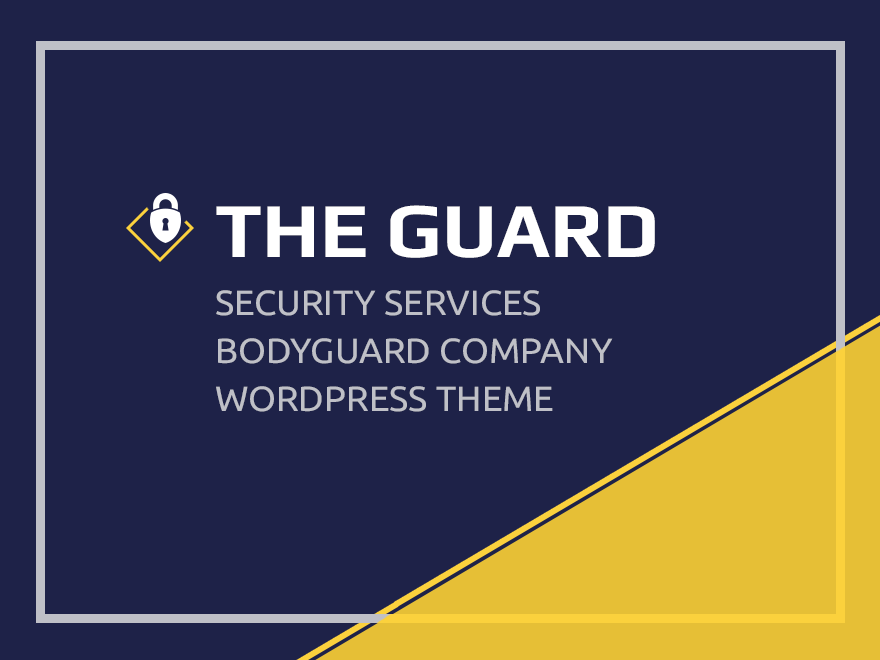 THE GUARD
SECURITY SERVICES
BODYGUARD COMPANY
WORDPRESS THEME